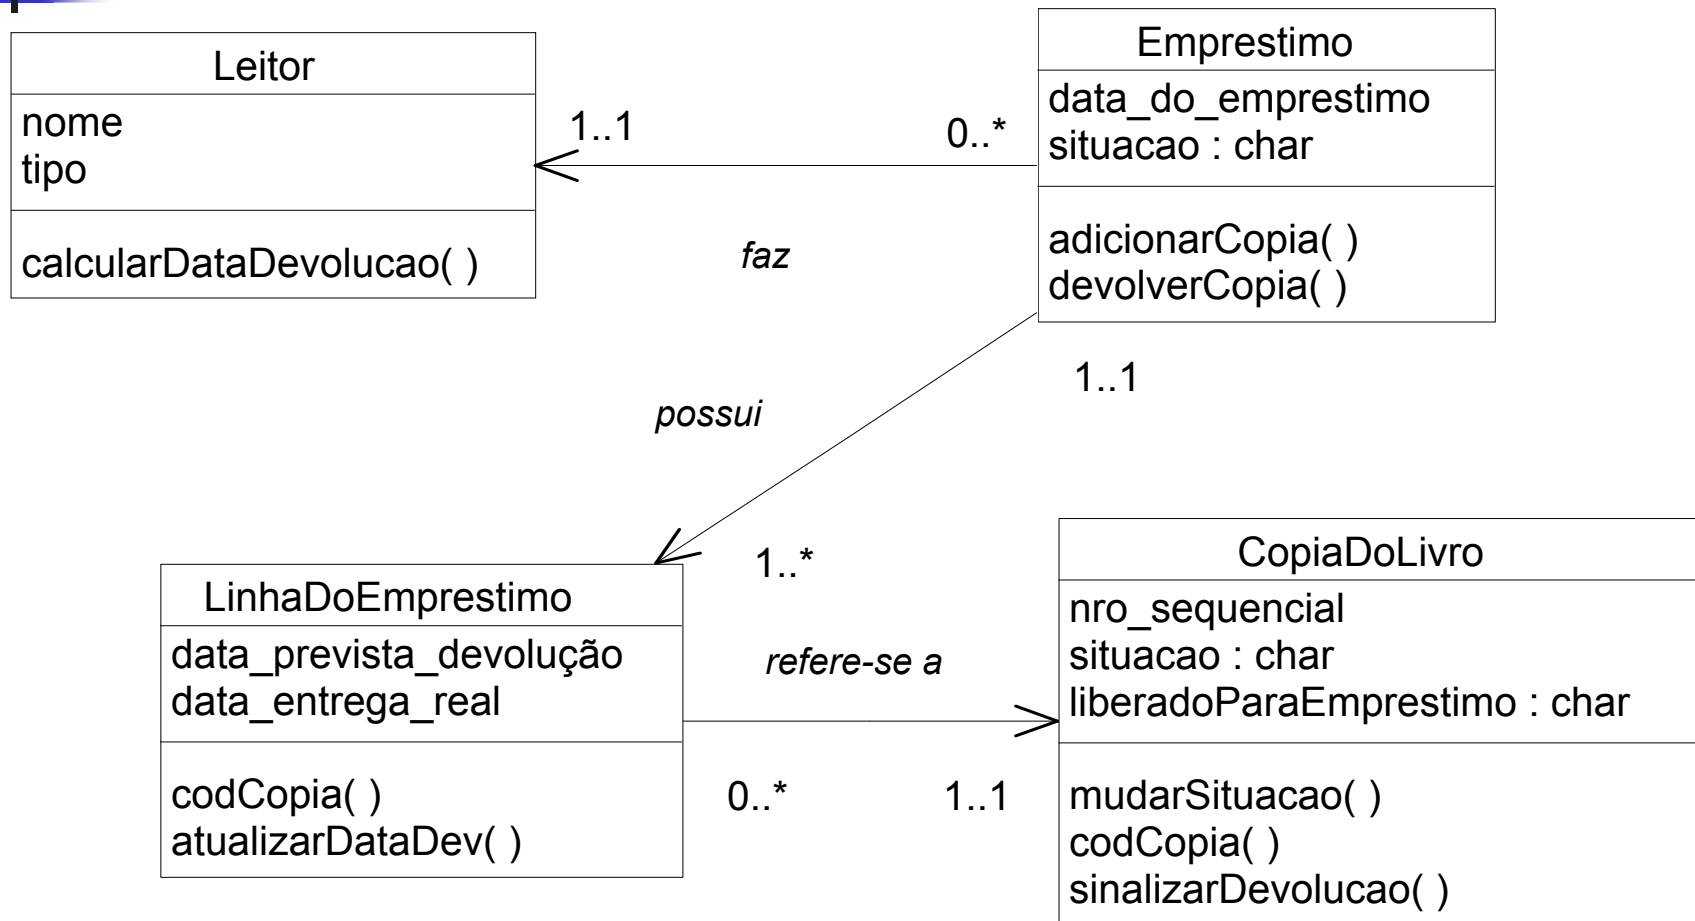 Leitor
nome
tipo
calcularDataDevolucao( )
1..1
0..*
faz
Emprestimo
data_do_emprestimo
situacao : char
adicionarCopia( )
devolverCopia( )
1..1
possui
1..*
LinhaDoEmprestimo
data_prevista_devolução
data_entrega_real
codCopia( )
atualizarDataDev( )
refere-se a
0..*
1..1
CopiaDoLivro
nro_sequencial
situacao : char
liberadoParaEmprestimo : char
mudarSituacao( )
codCopia( )
sinalizarDevolucao( )